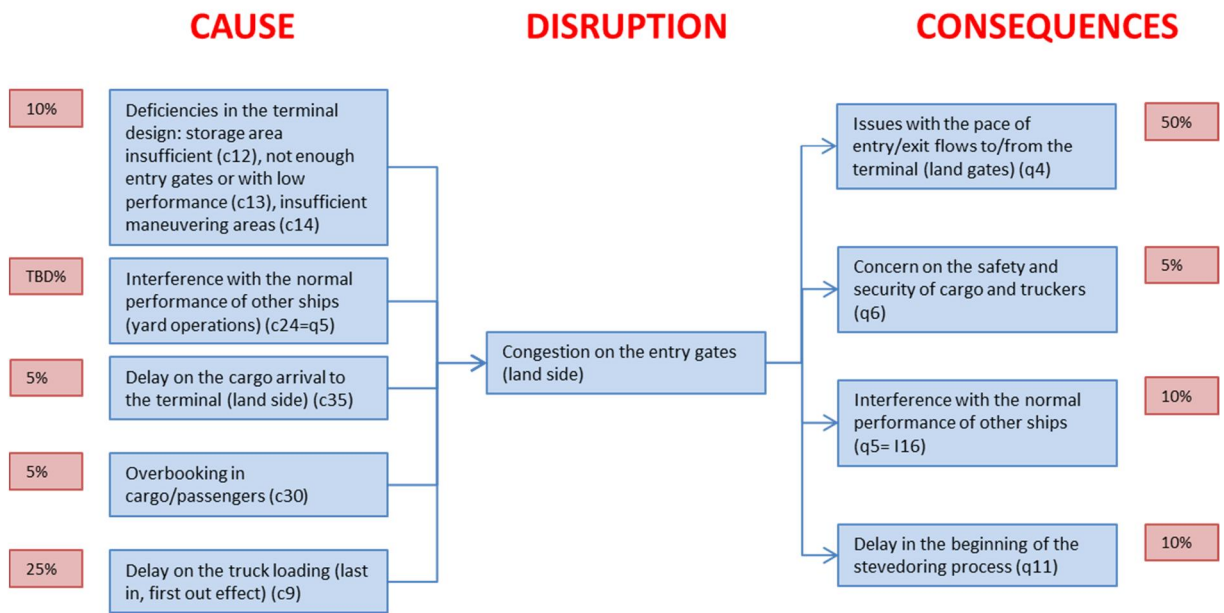 CAUSE
DISRUPTION
CONSEQUENCES
10%
Deficiencies in the terminal
design: storage area
insufficient (c12), not enough
entry gates or with low
performance (c13), insufficient
maneuvering areas (c14)
TBD%
Interference with the normal
performance of other ships
(yard operations) (c24=q5)
5%
Delay on the cargo arrival to
the terminal (land side) (c35)
5%
Overbooking in
cargo/passengers (c30)
25%
Delay on the truck loading (last
in, first out effect) (c9)
Congestion on the entry gates
(land side)
Issues with the pace of
entry/exit flows to/from the
terminal (land gates) (q4)
50%
Concern on the safety and
security of cargo and truckers
(q6)
5%
Interference with the normal
performance of other ships
(q5= I16)
10%
Delay in the beginning of the
stevedoring process (q11)
10%